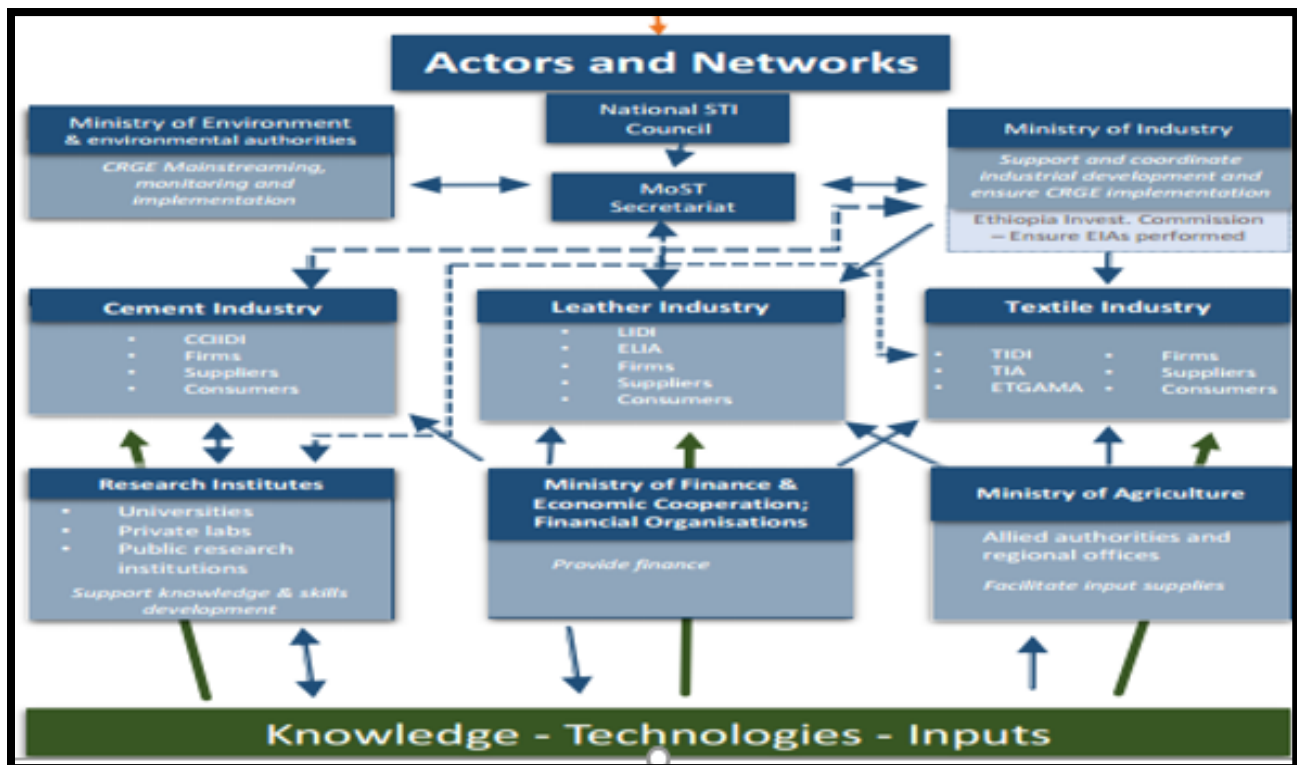 Actors and Networks
National STI
Council
Ministry of Environment
& environmental authorities
CRGE Mainstreaming,
monitoring and
implementation
MoST
Secretariat
Ministry of Industry
Support and coordinate
industrial development and
ensure CRGE implementation
Ethiopia Invest. Commission
– Ensure EIAs performed
Cement Industry
• CCIIDI
• Firms
• Suppliers
• Consumers
Leather Industry
• LIDI
• ELIA
• Firms
• Suppliers
• Consumers
Textile Industry
• TIDI
• TIA
• ETGAMA
• Firms
• Suppliers
• Consumers
Research Institutes
• Universities
• Private labs
• Public research
institutions
Support knowledge & skills
development
Ministry of Finance &
Economic Cooperation;
Financial Organisations
Provide finance
Ministry of Agriculture
Allied authorities and
regional offices
Facilitate input supplies
Knowledge - Technologies - Inputs